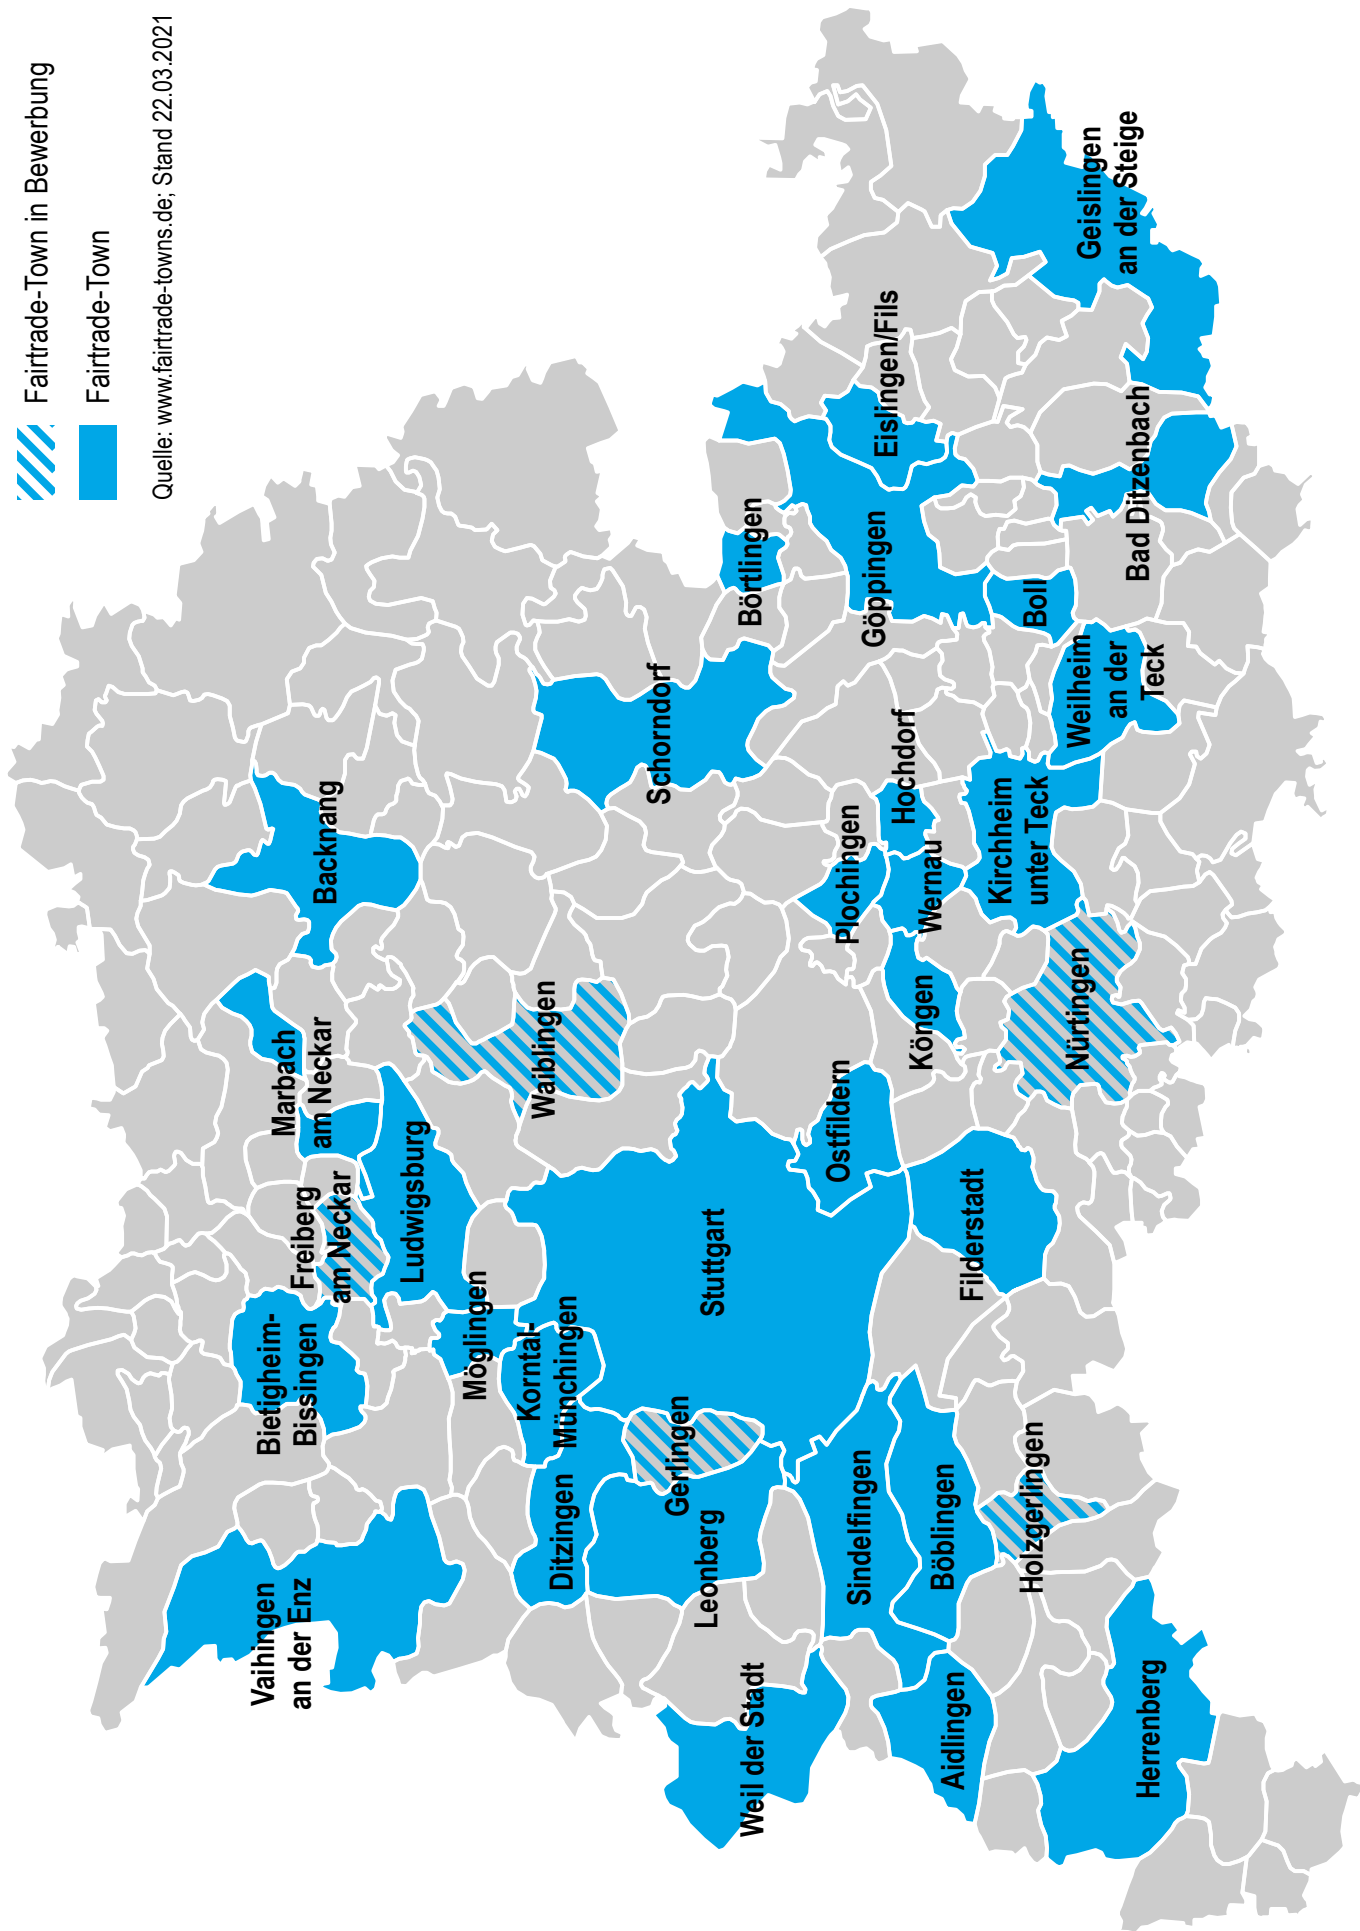 Fairtrade-Town in Bewerbung
Fairtrade-Town
Quelle: www.fairtrade-towns.de; Stand 22.03.2021
Vaihingen
an der Enz
Bietigheim-
Bissingen
Freiberg
am Neckar
Marbach
am Neckar
Backnang
Ludwigsburg
Möglingen
Korntal-
Münchingen
Ditzingen
Gerlingen
Leonberg
Waiblingen
Schorndorf
Stuttgart
Weil der Stadt
Sindelfingen
Böblingen
Aidlingen
Holzgerlingen
Herrenberg
Ostfildern
Filderstadt
Köngen
Plochingen
Wernau
Hochdorf
Nürtingen
Kirchheim
unter Teck
Weilheim
an der
Teck
Börtlingen
Göppingen
Eislingen/Fils
Boll
Bad Ditzenbach
Geislingen
an der Steige